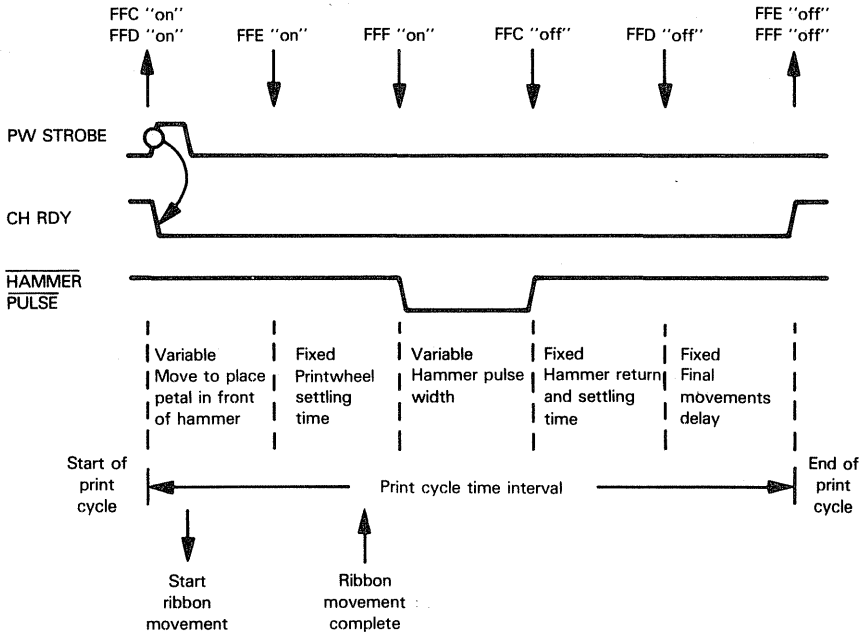 FFC "on"
FFD "on"
FFE "on"
FFF "on"
FFC "off"
FFD "off"
FFE "off"
FFF "off"
PW STROBE
CH RDY
HAMMER
PULSE
Variable
Move to place
petal in front
of hammer
Fixed
Printwheel
settling
time
Variable
Hammer pulse
width
Fixed
Hammer return
and settling
time
Fixed
Final
movements
delay
Start of
print
cycle
Print cycle time interval
End of
print
cycle
Start
ribbon
movement
Ribbon
movement
complete